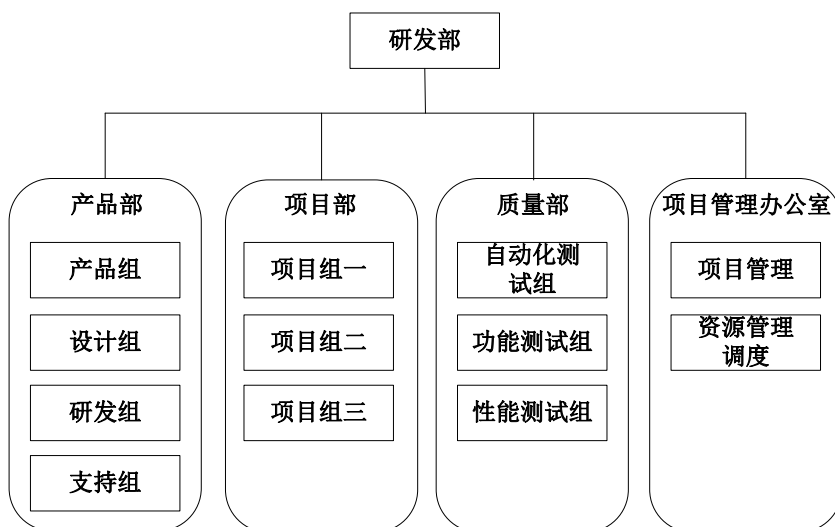 研发部
产品部
产品组
设计组
研发组
支持组
项目部
项目组一
项目组二
项目组三
质量部
自动化测
试组
功能测试组
性能测试组
项目管理办公室
项目管理
资源管理
调度